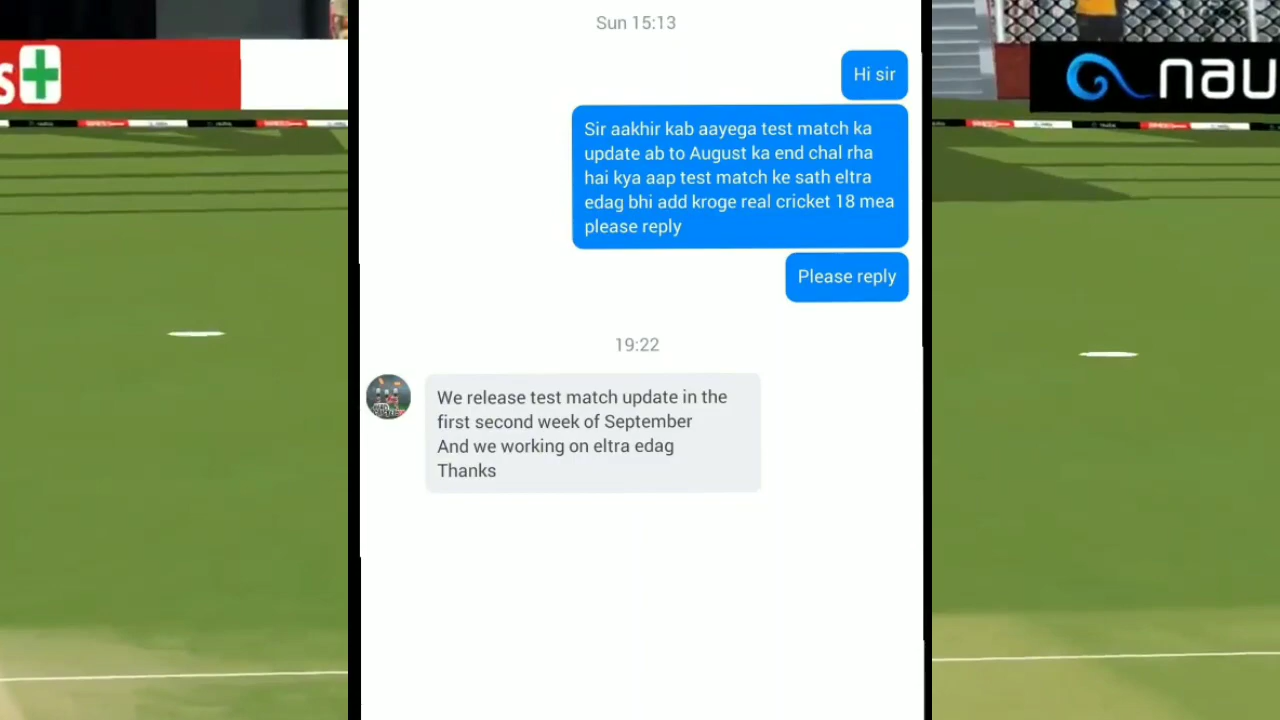 Sun 15:13
Hi sir
Sir aakhir kab aayega test match ka
update ab to August ka end chal rha
hai kya aap test match ke sath eltra
edag bhi add kroge real cricket 18 mea
please reply
Please reply
19:22
We release test match update in the
first second week of September
And we working on eltra edag
Thanks
s
nau